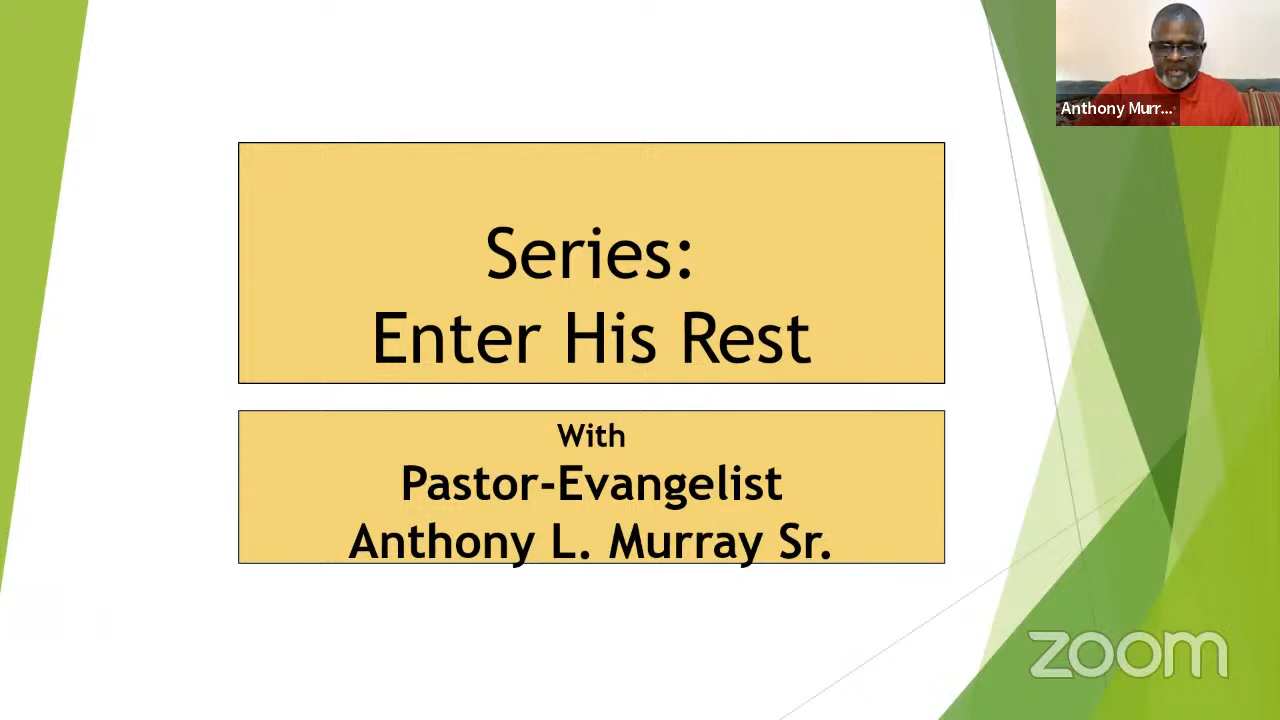 Anthony Murr...
Series:
Enter His Rest
With
Pastor-Evangelist
Anthony L. Murray Sr.
zoom